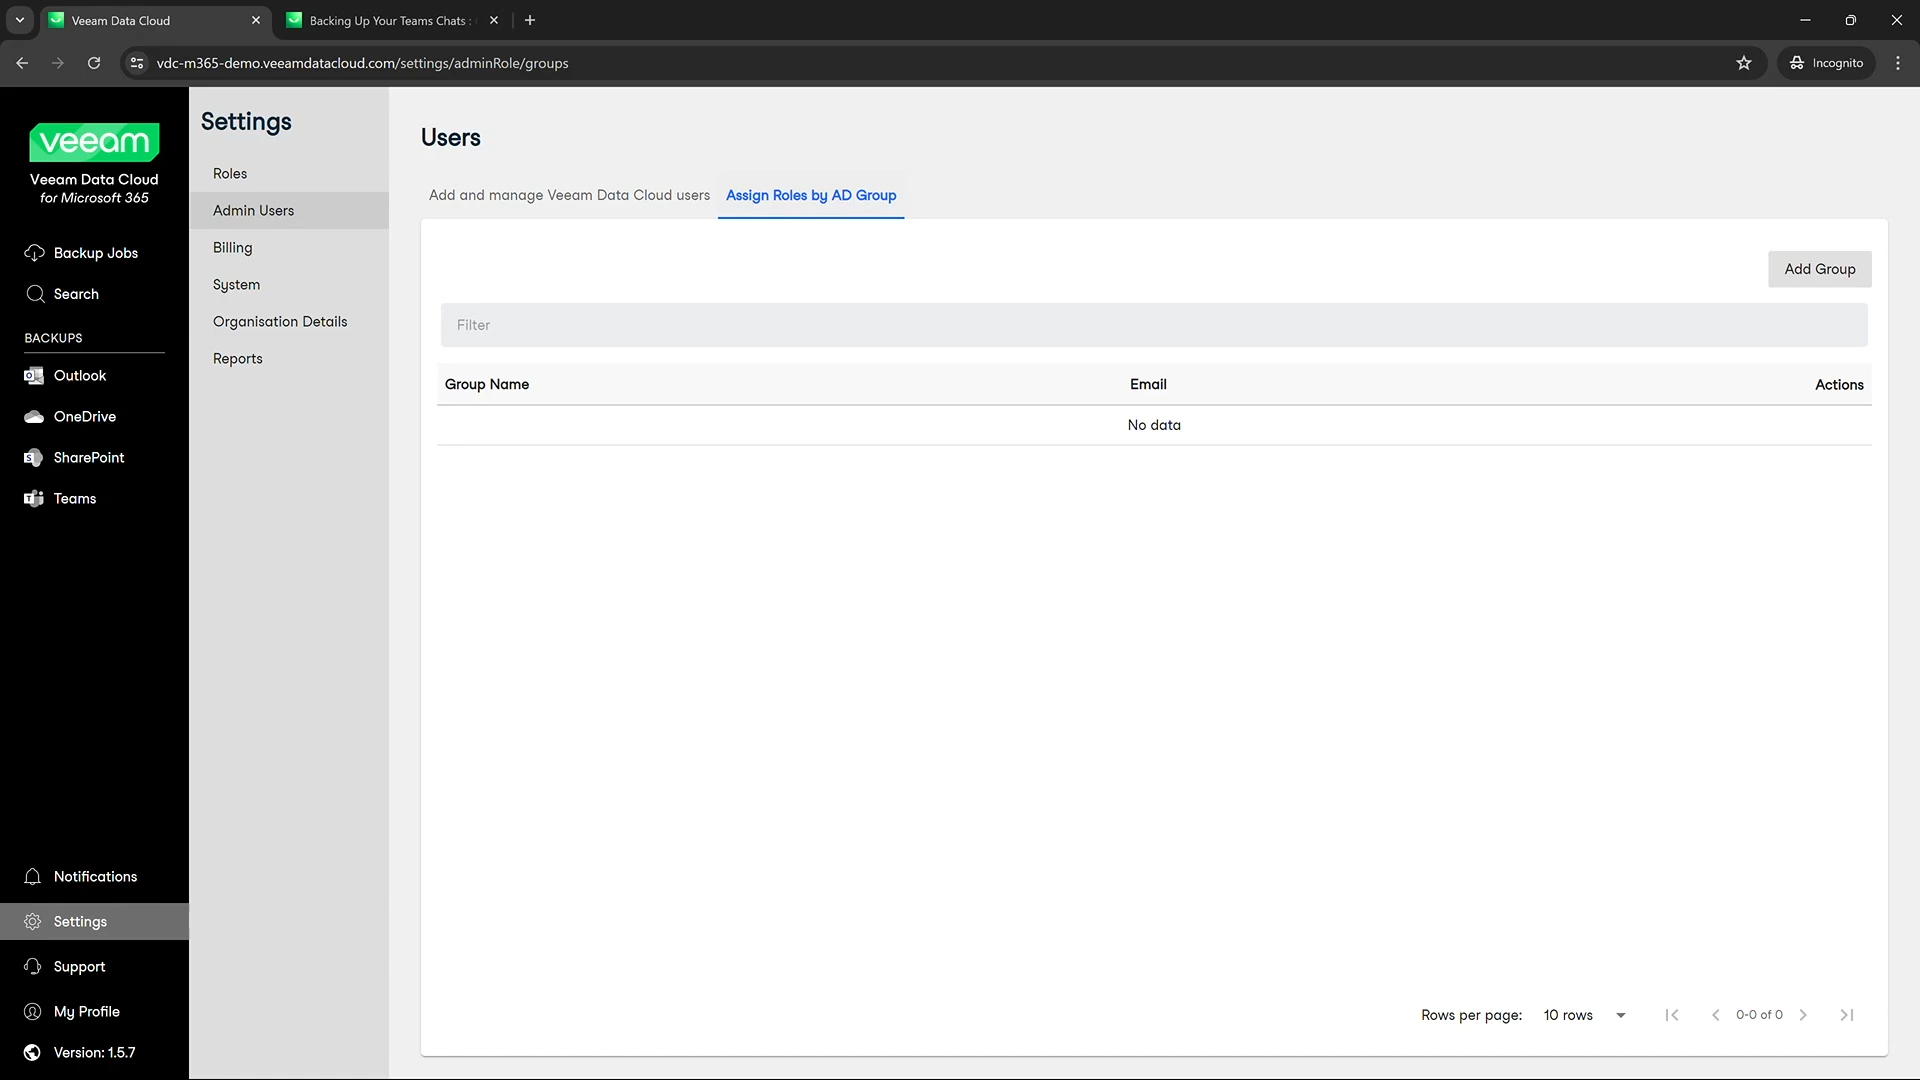 Veeam Data Cloud
Backing Up Your Teams Chats :
vdc-m365-demo.veeamdatacloud.com/settings/adminRole/groups
Incognito
veeam
Veeam Data Cloud
for Microsoft 365
Backup Jobs
Search
BACKUPS
Outlook
OneDrive
SharePoint
Teams
Notifications
Settings
Support
My Profile
Version: 1.5.7
Settings
Roles
Admin Users
Billing
System
Organisation Details
Reports
Users
Add and manage Veeam Data Cloud users
Assign Roles by AD Group
Add Group
Filter
Group Name Email Actions
No data
Rows per page: 10 rows 0-0 of 0